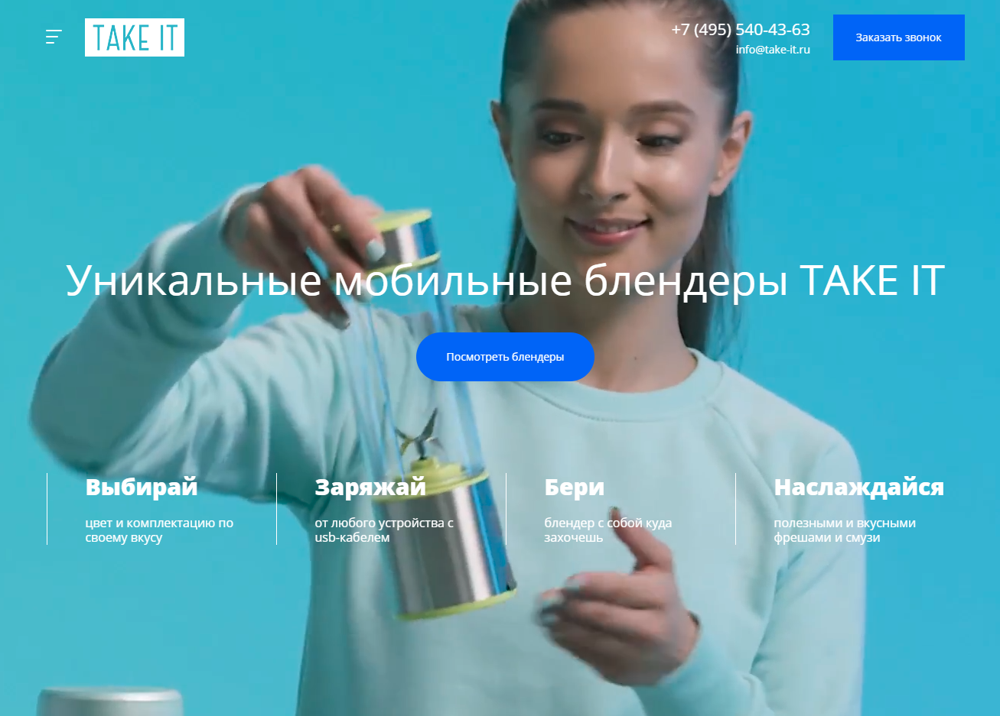 TAKE IT
+7 (495) 540-43-63
info@take-it.ru
Заказать звонок
Уникальные мобильные блендеры TAKE IT
Посмотреть блендеры
Выбирай
цвет и комплектацию по
своему вкусу
Заряжай
от любого устройства с
usb-кабелем
Бери
блендер с собой куда
захочешь
Наслаждайся
полезными и вкусными
фрешами и смузи